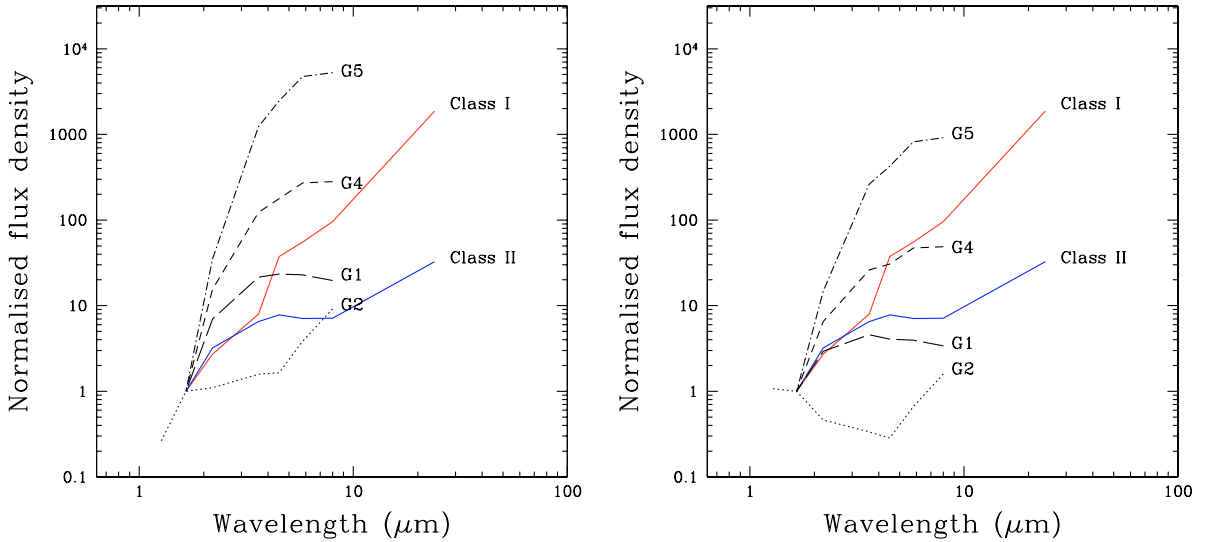 10⁴
1000
100
10
1
0.1
Normalised flux density
G5
Class I
G4
G1
Class II
G2
1
10
100
Wavelength (μm)
10⁴
1000
100
10
1
0.1
Normalised flux density
Class I
G5
G4
Class II
G1
G2
1
10
100
Wavelength (μm)